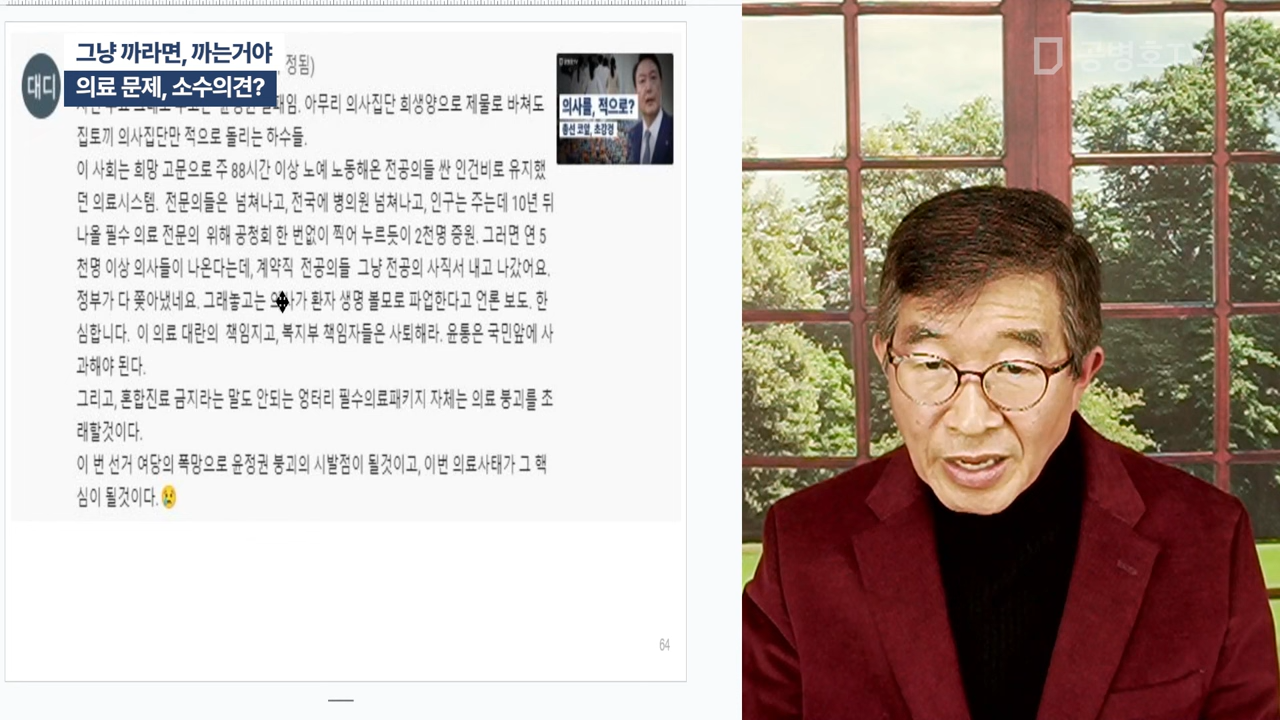 그냥 까라면, 까는거야
의료 문제, 소수의견?
정됨)
대디
아무리 의사집단 희생양으로 제물로 바쳐도
집토끼 의사집단만 적으로 돌리는 하수들.
이 사회는 희망 고문으로 주 88시간 이상 노예 노동해온 전공의들 싼 인건비로 유지했
던 의료시스템. 전문의들은 넘쳐나고, 전국에 병의원 넘쳐나고, 인구는 주는데 10년 뒤
나올 필수 의료 전문의 위해 공청회 한 번없이 찍어 누르듯이 2천명 증원. 그러면 연 5
천명 이상 의사들이 나온다는데, 계약직 전공의들 그냥 전공의 사직서 내고 나갔어요.
정부가 다 쫒아냈네요. 그래놓고는 환자 생명 볼모로 파업한다고 언론 보도. 한
심합니다. 이 의료 대란의 책임지고, 복지부 책임자들은 사퇴해라. 윤통은 국민앞에 사
과해야 된다.
그리고, 혼합진료 금지라는 말도 안되는 엉터리 필수의료패키지 자체는 의료 붕괴를 초
래할것이다.
이 번 선거 여당의 폭망으로 윤정권 붕괴의 시발점이 될것이고, 이번 의료사태가 그 핵
심이 될것이다.😢
의사를, 적으로?
총선 코앞, 초강경
64
공병호TV